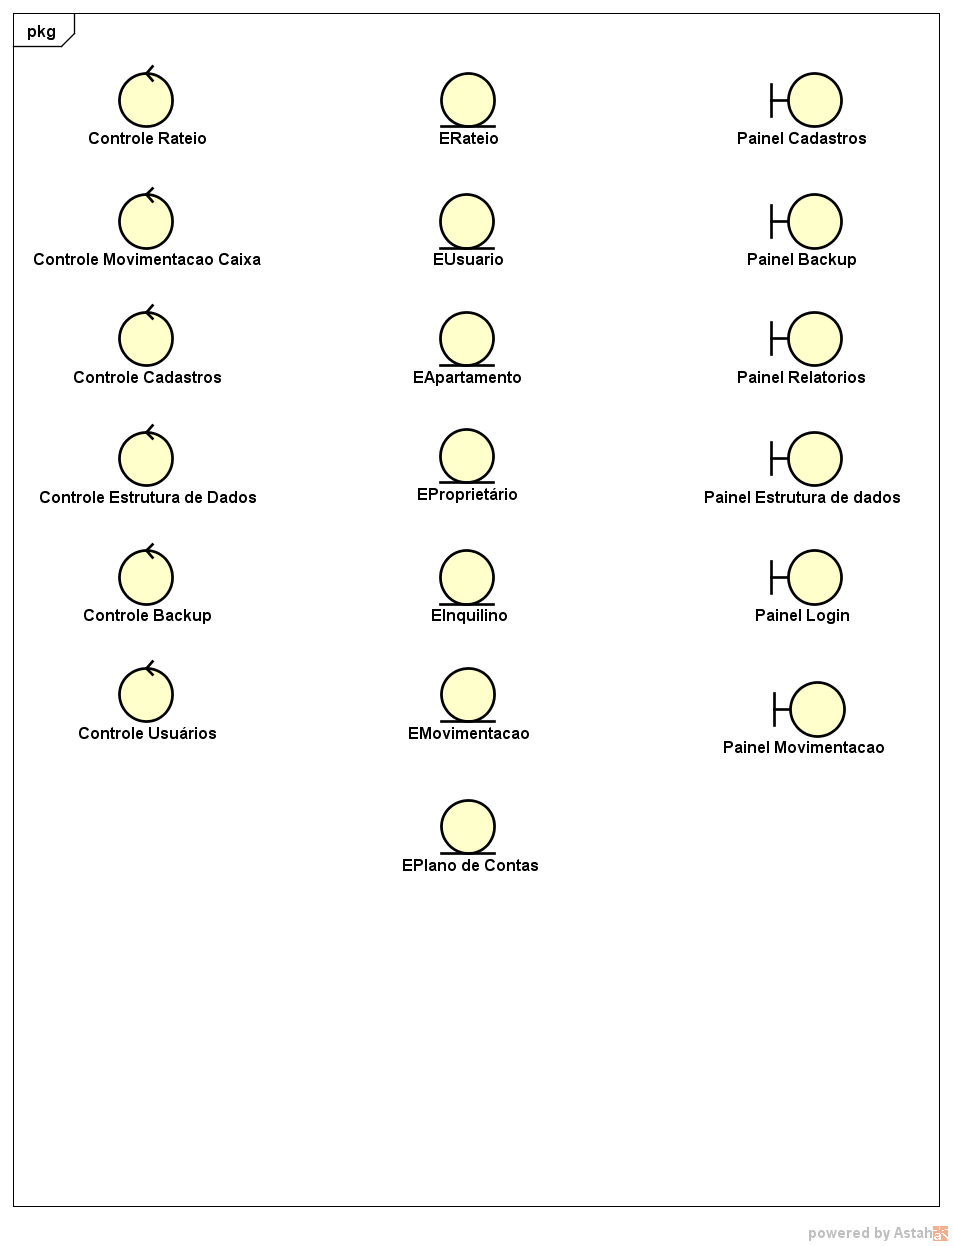 pkg
Controle Rateio
ERateio
Painel Cadastros
Controle Movimentacao Caixa
EUsuario
Painel Backup
Controle Cadastros
EApartamento
Painel Relatorios
Controle Estrutura de Dados
EProprietário
Painel Estrutura de dados
Controle Backup
EInquilino
Painel Login
Controle Usuários
EMovimentacao
Painel Movimentacao
EPlano de Contas
powered by Astah